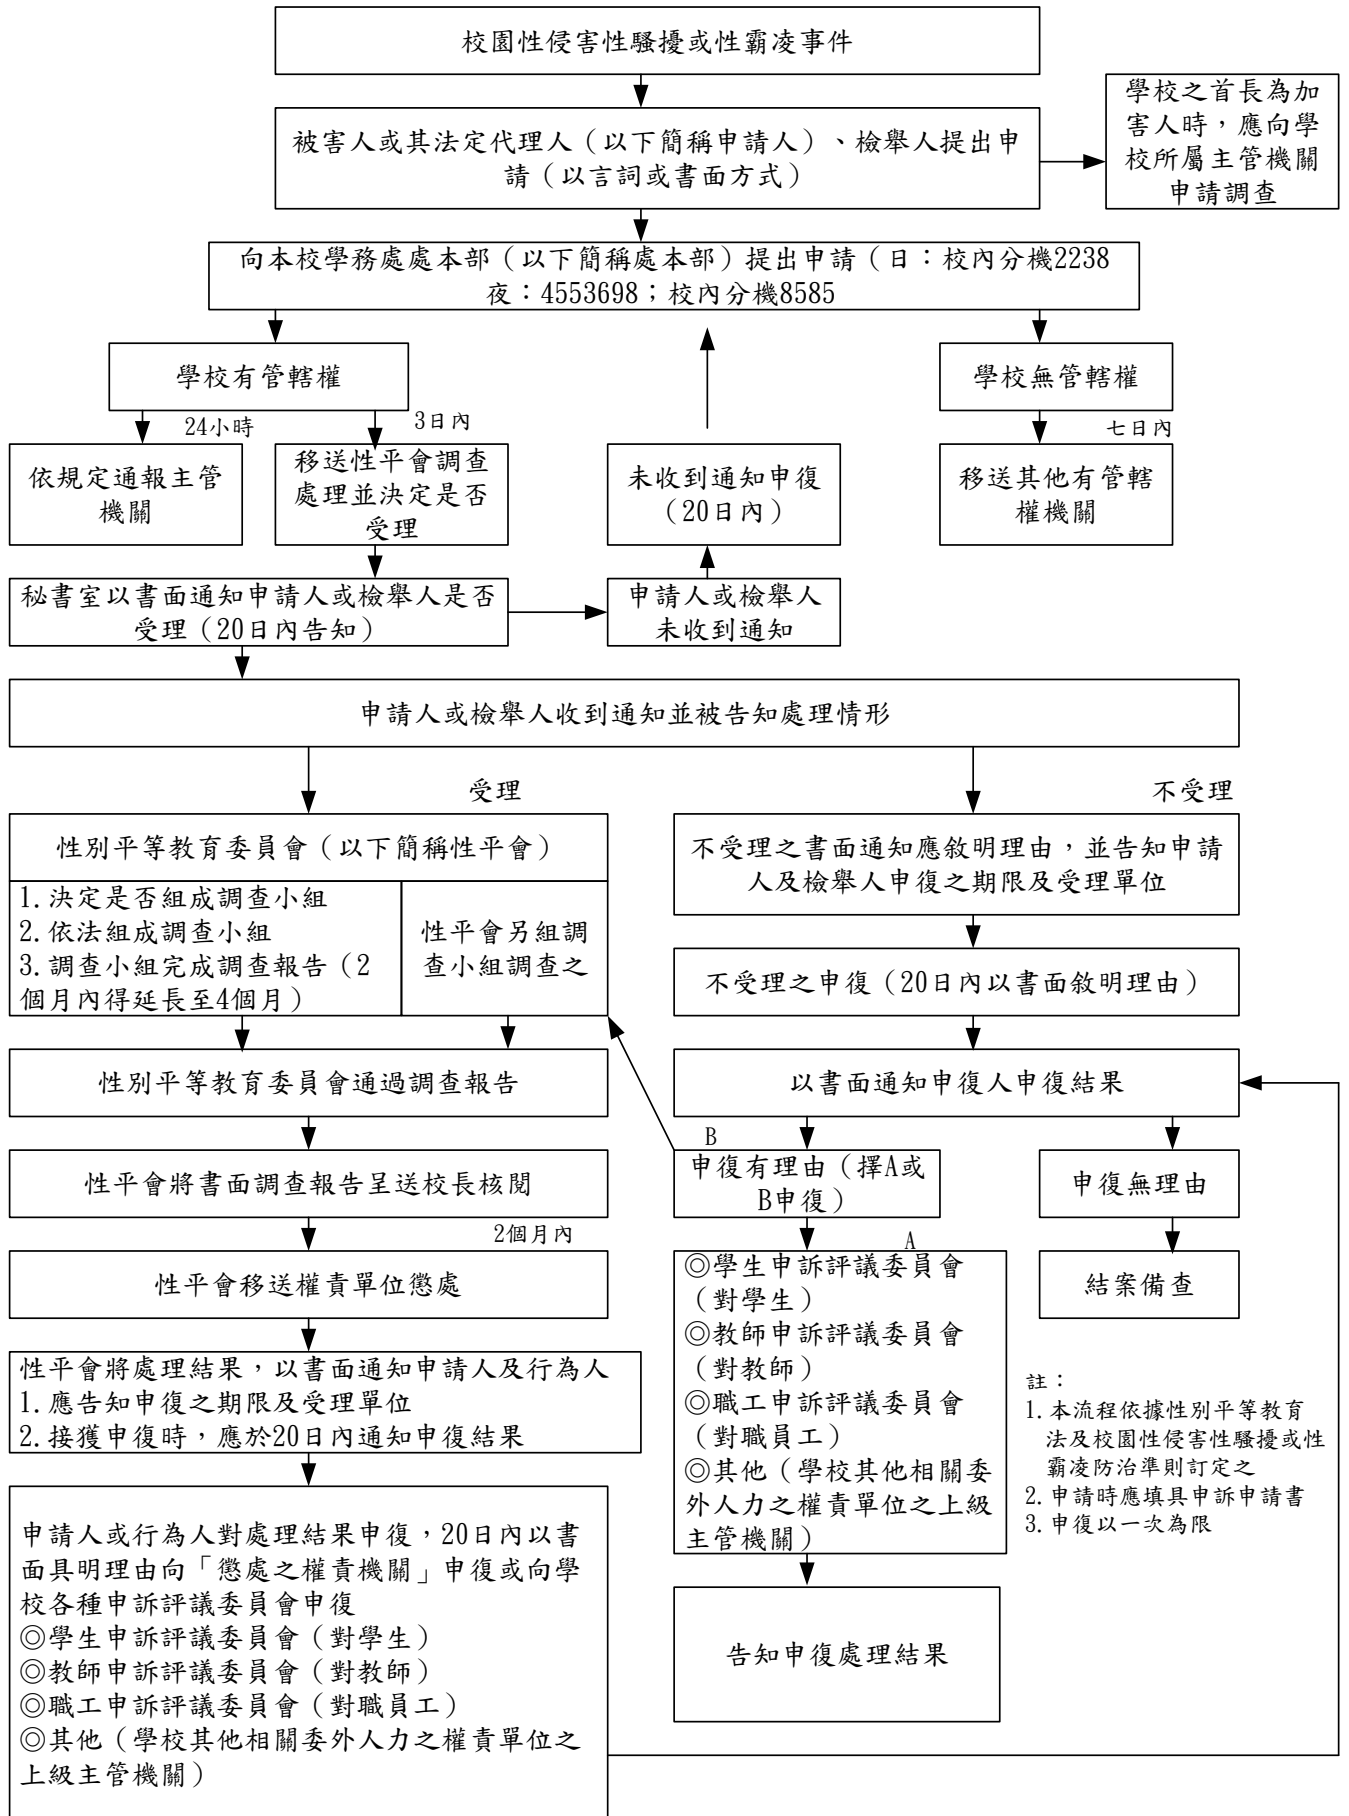 校園性侵害性騷擾或性霸凌事件
被害人或其法定代理人（以下簡稱申請人）、檢舉人提出申
請（以言詞或書面方式）
學校之首長為加
害人時，應向學
校所屬主管機關
申請調查
向本校學務處處本部（以下簡稱處本部）提出申請（日：校內分機2238
夜：4553698；校內分機8585
學校有管轄權
學校無管轄權
24小時
3日內
七日內
依規定通報主管
機關
移送性平會調查
處理並決定是否
受理
未收到通知申復
（20日內）
移送其他有管轄
權機關
秘書室以書面通知申請人或檢舉人是否
受理（20日內告知）
申請人或檢舉人
未收到通知
申請人或檢舉人收到通知並被告知處理情形
受理
不受理
性別平等教育委員會（以下簡稱性平會）
1.決定是否組成調查小組
2.依法組成調查小組
3.調查小組完成調查報告（2
個月內得延長至4個月）
性平會另組調
查小組調查之
不受理之書面通知應敘明理由，並告知申請
人及檢舉人申復之期限及受理單位
不受理之申復（20日內以書面敘明理由）
性別平等教育委員會通過調查報告
以書面通知申復人申復結果
B
性平會將書面調查報告呈送校長核閱
申復有理由（擇A或
B申復）
申復無理由
2個月內
A
性平會移送權責單位懲處
◎學生申訴評議委員會
（對學生）
◎教師申訴評議委員會
（對教師）
◎職工申訴評議委員會
（對職員工）
◎其他（學校其他相關委
外人力之權責單位之上級
主管機關）
結案備查
性平會將處理結果，以書面通知申請人及行為人
1.應告知申復之期限及受理單位
2.接獲申復時，應於20日內通知申復結果
註：
1.本流程依據性別平等教育
法及校園性侵害性騷擾或性
霸凌防治準則訂定之
2.申請時應填具申訴申請書
3.申復以一次為限
申請人或行為人對處理結果申復，20日內以書
面具明理由向「懲處之權責機關」申復或向學
校各種申訴評議委員會申復
◎學生申訴評議委員會（對學生）
◎教師申訴評議委員會（對教師）
◎職工申訴評議委員會（對職員工）
◎其他（學校其他相關委外人力之權責單位之
上級主管機關）
告知申復處理結果